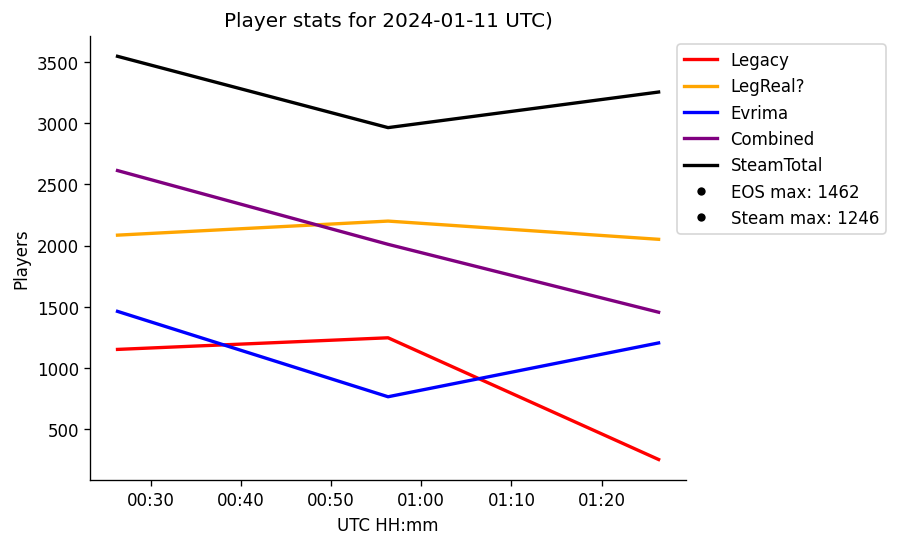 Player stats for 2024-01-11 UTC)
3500
3000
2500
2000
1500
1000
500
Players
00:30 00:40 00:50 01:00 01:10 01:20
UTC HH:mm
Legacy
LegReal?
Evrima
Combined
SteamTotal
EOS max: 1462
Steam max: 1246